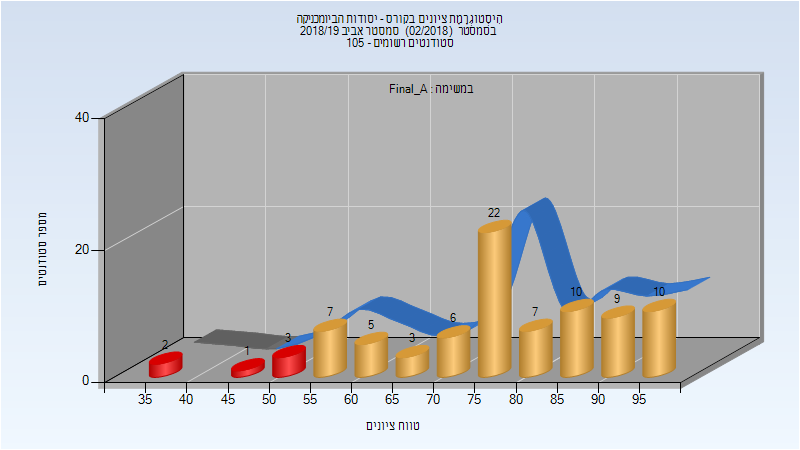 היסטוגרמת ציונים בקורס - יסודות הביומכניקה
בסמסטר (02/2018) סמסטר אביב 2018/19
סטודנטים רשומים - 105
במשימה : Final_A
מספר סטודנטים
40
20
0
2
1
3
7
5
3
6
22
7
10
9
10
35 40 45 50 55 60 65 70 75 80 85 90 95
טווח ציונים